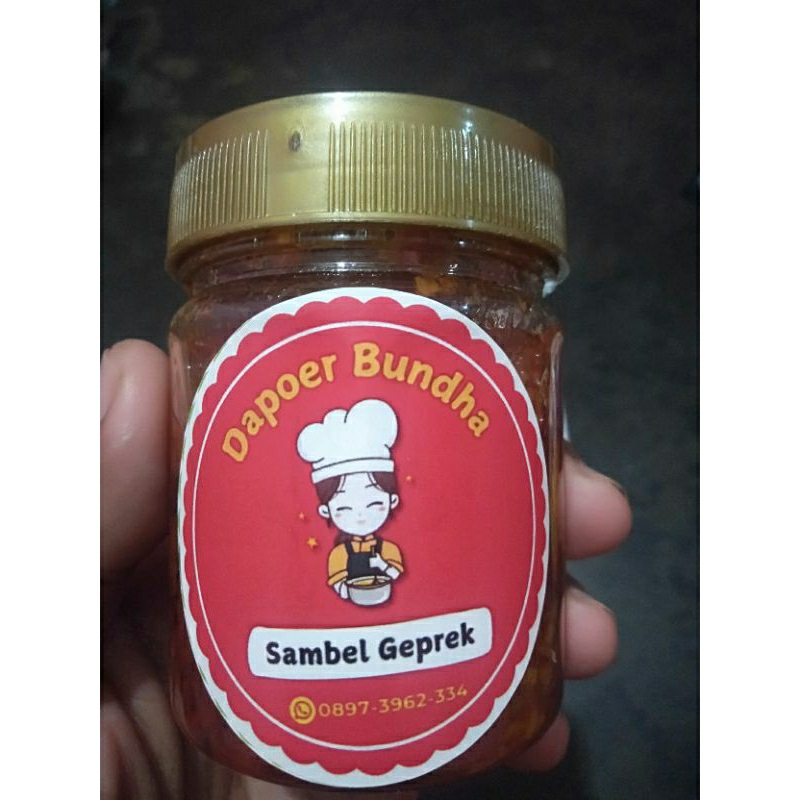 Dapoer Bundha
Sambel Geprek
0897-3962-334